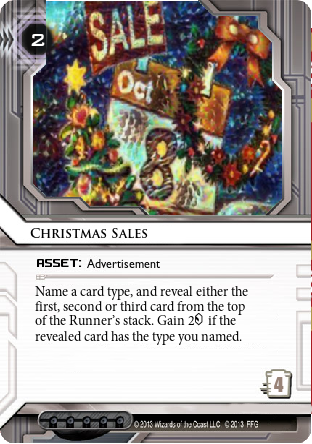 2
SALE
Oct
1
CHRISTMAS SALES
ASSET: Advertisement
Name a card type, and reveal either the
first, second or third card from the top
of the Runner's stack. Gain 2 if the
revealed card has the type you named.
4
© 2013 Wizards of the Coast LLC. © 2013 FFG